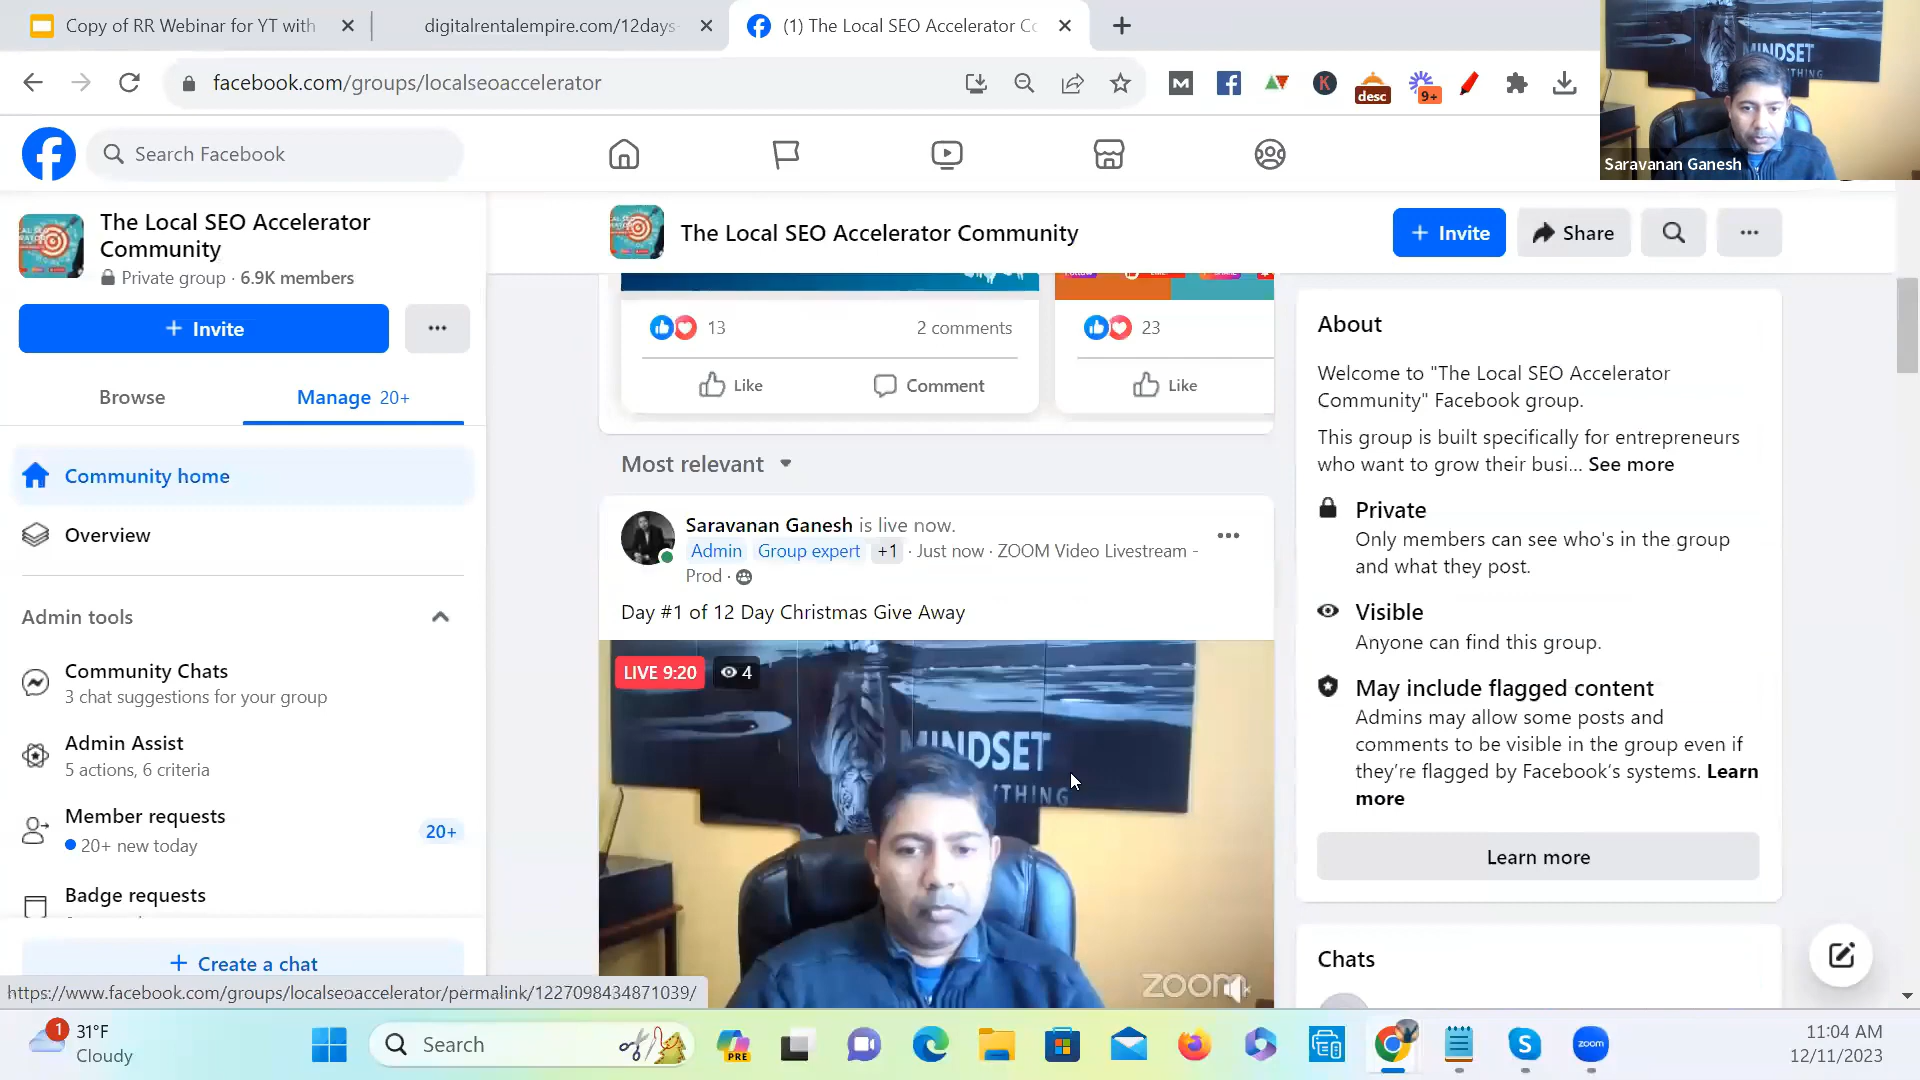 Copy of RR Webinar for YT with
digitalrentalempire.com/12days-
(1) The Local SEO Accelerator Co
facebook.com/groups/localseoaccelerator
desc
9+
MINDSET
Saravanan Ganesh
Search Facebook
The Local SEO Accelerator
Community
Private group · 6.9K members
+ Invite
Browse
Manage 20+
Community home
Overview
Admin tools
Community Chats
3 chat suggestions for your group
Admin Assist
5 actions, 6 criteria
Member requests
20+ new today
20+
Badge requests
+ Create a chat
https://www.facebook.com/groups/localseoaccelerator/permalink/1227098434871039/
The Local SEO Accelerator Community
+ Invite
Share
13
2 comments
23
Like
Comment
Like
Most relevant
Saravanan Ganesh is live now.
Admin Group expert +1 · Just now · ZOOM Video Livestream -
Prod ·
Day #1 of 12 Day Christmas Give Away
LIVE 9:20
4
MINDSET
YTHING
zoom
About
Welcome to "The Local SEO Accelerator
Community" Facebook group.
This group is built specifically for entrepreneurs
who want to grow their busi... See more
Private
Only members can see who's in the group
and what they post.
Visible
Anyone can find this group.
May include flagged content
Admins may allow some posts and
comments to be visible in the group even if
they're flagged by Facebook's systems. Learn
more
Learn more
Chats
1
31°F
Cloudy
Search
PRE
zoom
11:04 AM
12/11/2023